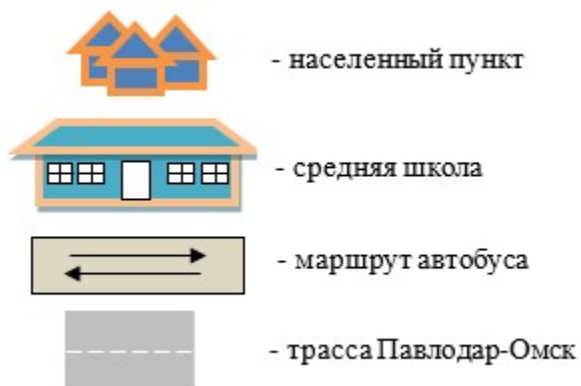 - населенный пункт
- средняя школа
- маршрут автобуса
- трасса Павлодар-Омск